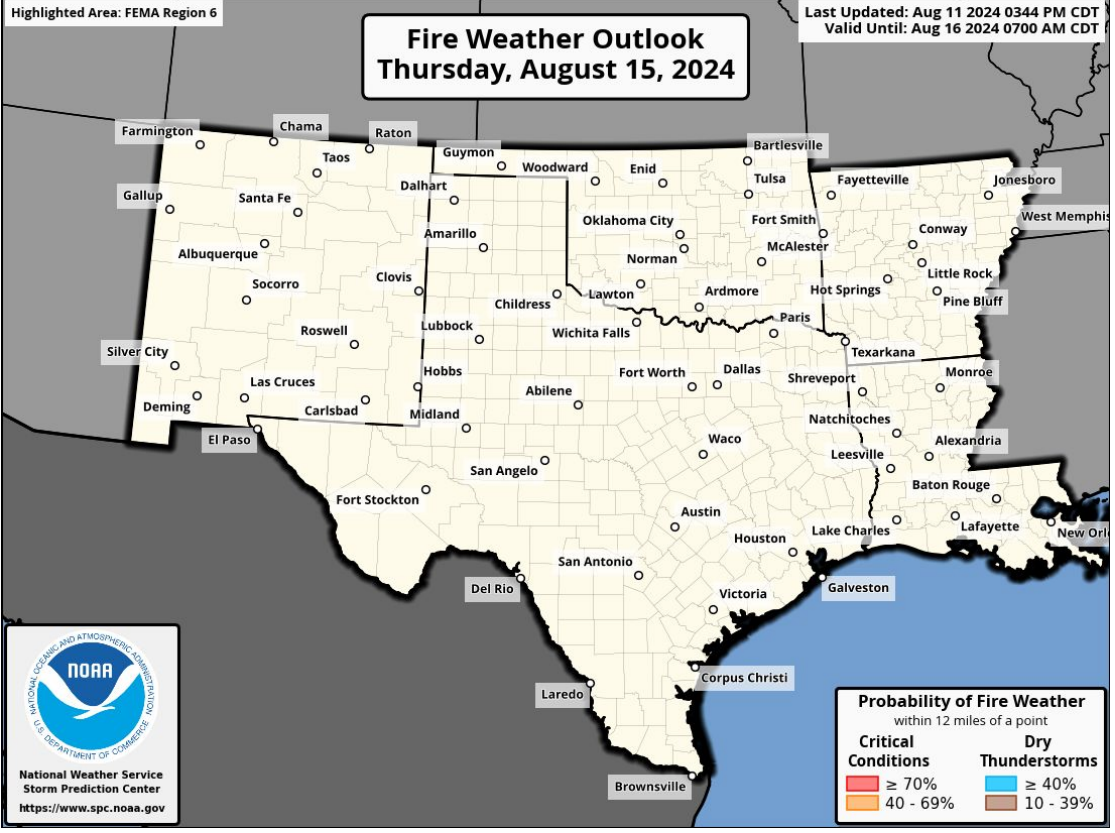 Highlighted Area: FEMA Region 6
Last Updated: Aug 11 2024 0344 PM CDT
Valid Until: Aug 16 2024 0700 AM CDT
Fire Weather Outlook
Thursday, August 15, 2024
Farmington
Chama
Raton
Taos
Guymon
Woodward
Enid
Bartlesville
Tulsa
Fayetteville
Jonesboro
Gallup
Santa Fe
Dalhart
Oklahoma City
Fort Smith
West Memphis
Albuquerque
Amarillo
Norman
McAlester
Conway
Socorro
Clovis
Childress
Lawton
Ardmore
Hot Springs
Little Rock
Pine Bluff
Roswell
Lubbock
Wichita Falls
Paris
Silver City
Texarkana
Las Cruces
Hobbs
Abilene
Fort Worth
Dallas
Shreveport
Monroe
Deming
Carlsbad
Midland
Natchitoches
El Paso
San Angelo
Waco
Leesville
Alexandria
Fort Stockton
Baton Rouge
Austin
Houston
Lake Charles
Lafayette
New Orl
San Antonio
Del Rio
Victoria
Galveston
Laredo
Corpus Christi
Brownsville
NATIONAL OCEANIC AND ATMOSPHERIC ADMINISTRATION
NOAA
U.S. DEPARTMENT OF COMMERCE
National Weather Service
Storm Prediction Center
https://www.spc.noaa.gov
Probability of Fire Weather
within 12 miles of a point
Critical
Conditions
≥ 70%
40 - 69%
Dry
Thunderstorms
≥ 40%
10 - 39%